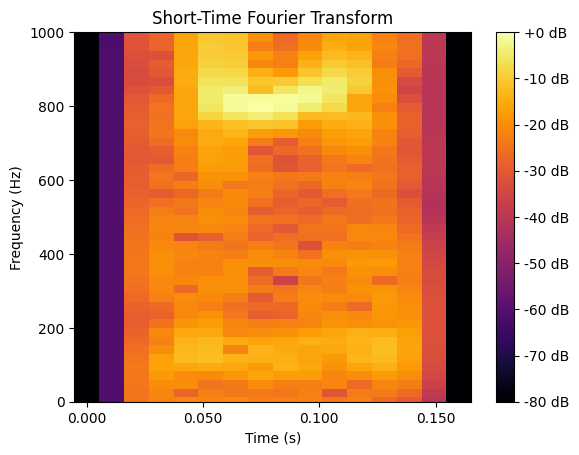 Short-Time Fourier Transform
1000
800
600
400
200
0
Frequency (Hz)
0.000
0.050
0.100
0.150
Time (s)
+0 dB
-10 dB
-20 dB
-30 dB
-40 dB
-50 dB
-60 dB
-70 dB
-80 dB